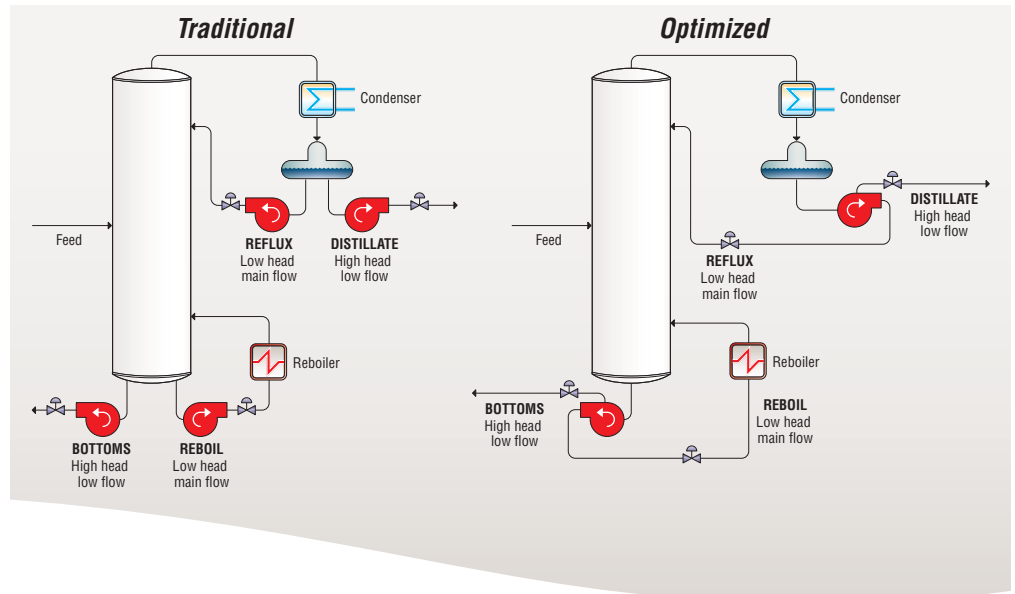 Traditional
Condenser
REFLUX
Low head
main flow
DISTILLATE
High head
low flow
Feed
Reboiler
BOTTOMS
High head
low flow
REBOIL
Low head
main flow
Optimized
Condenser
DISTILLATE
High head
low flow
Feed
REFLUX
Low head
main flow
Reboiler
BOTTOMS
High head
low flow
REBOIL
Low head
main flow